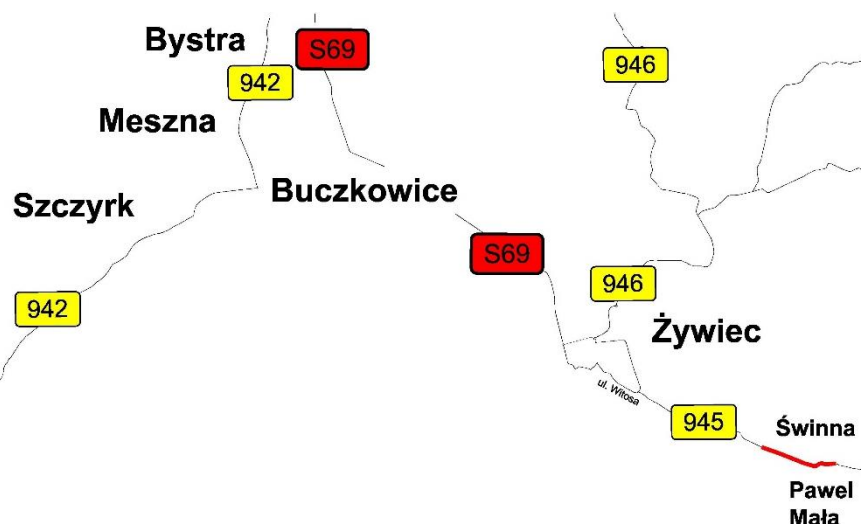 Bystra
S69
942
946
Meszna
Buczkowice
Szczyrk
S69
946
942
Żywiec
ul. Witosa
945
Świnna
Pawel
Mała